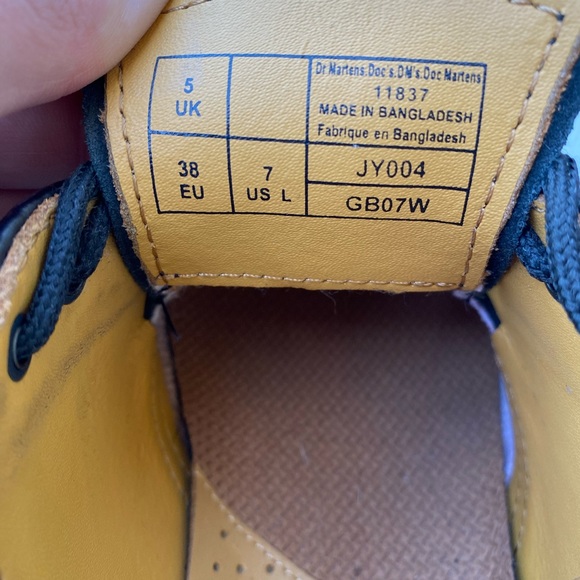 5
UK
Dr Martens.Doc's.DM's.Doc Martens
11837
MADE IN BANGLADESH
Fabrique en Bangladesh
38
EU
7
US L
JY004
GB07W